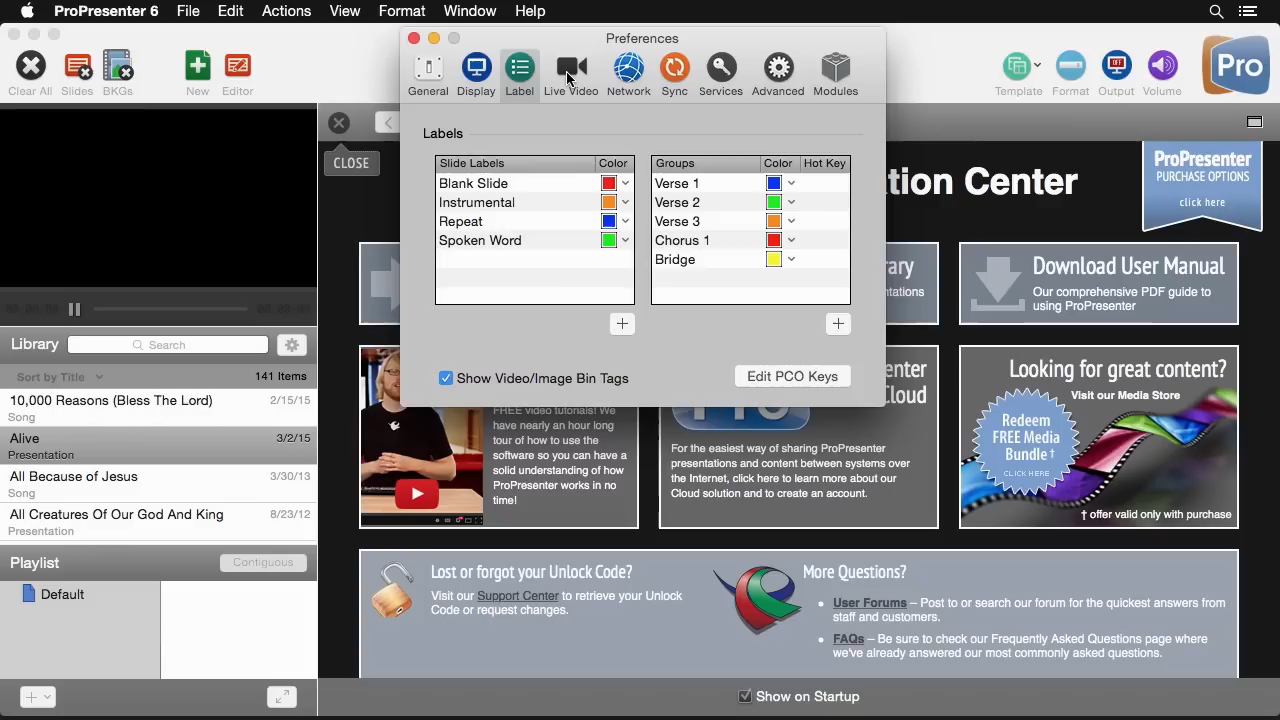 ProPresenter 6 File Edit Actions View Format Window Help
Preferences
Clear All Slides BKGs New Editor
General Display Label Live Video Network Sync Services Advanced Modules
Template Format Output Volume
Pro
CLOSE
Labels
Slide Labels Color
Blank Slide
Instrumental
Repeat
Spoken Word
Groups Color Hot Key
Verse 1
Verse 2
Verse 3
Chorus 1
Bridge
Show Video/Image Bin Tags
Edit PCO Keys
tion Center
ProPresenter
PURCHASE OPTIONS
click here
rary
ntations
Download User Manual
Our comprehensive PDF guide to
using ProPresenter
Library Search
Sort by Title 141 Items
10,000 Reasons (Bless The Lord) 2/15/15
Song
Alive 3/2/15
Presentation
All Because of Jesus 3/30/13
Song
All Creatures Of Our God And King 8/23/12
Presentation
Playlist Contiguous
Default
FREE video tutorials! We
have nearly an hour long
tour of how to use the
software so you can have a
solid understanding of how
ProPresenter works in no
time!
enter
Cloud
For the easiest way of sharing ProPresenter
presentations and content between systems over
the Internet, click here to learn more about our
Cloud solution and to create an account.
Looking for great content?
Visit our Media Store
Redeem
FREE Media
Bundle †
CLICK HERE
† offer valid only with purchase
Lost or forgot your Unlock Code?
Visit our Support Center to retrieve your Unlock
Code or request changes.
More Questions?
• User Forums – Post to or search our forum for the quickest answers from
staff and customers.
• FAQs – Be sure to check our Frequently Asked Questions page where
we've already answered our most commonly asked questions.
Show on Startup